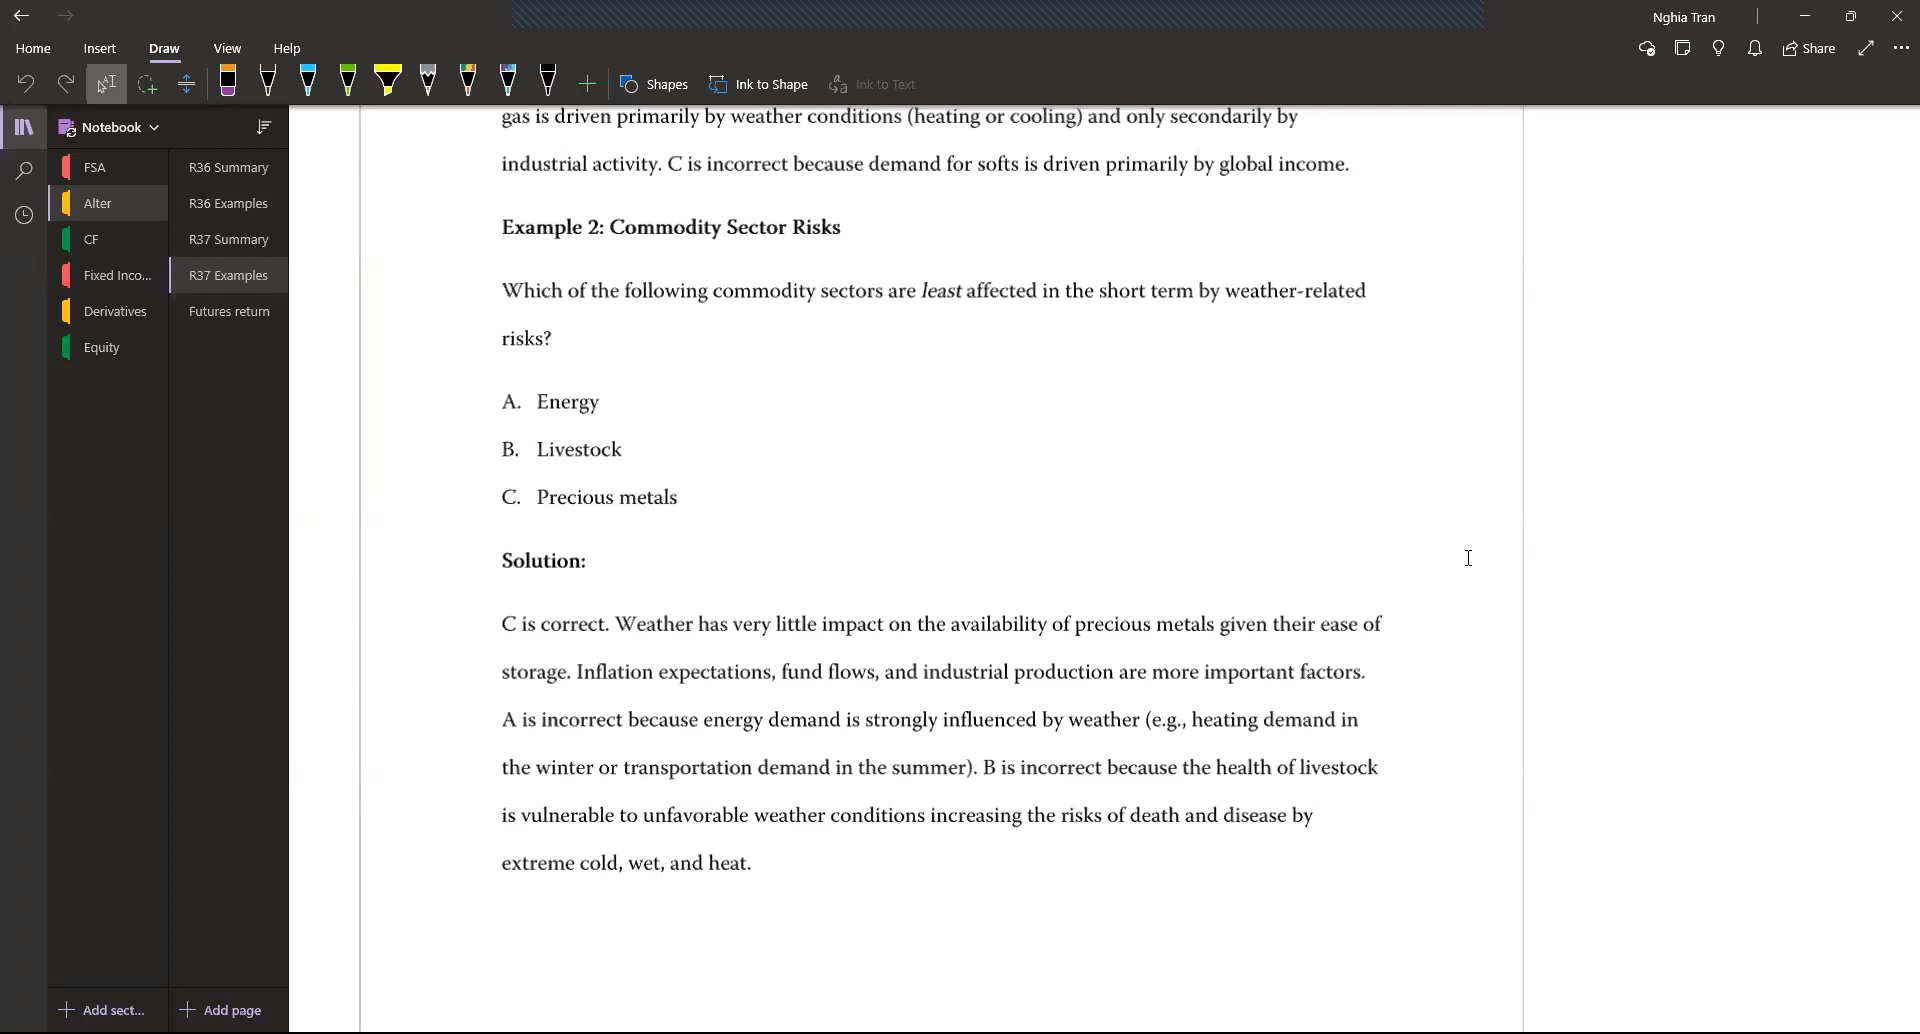 Nghia Tran
Home Insert Draw View Help
Share
Shapes Ink to Shape Ink to Text
Notebook
FSA
Alter
CF
Fixed Inco...
Derivatives
Equity
R36 Summary
R36 Examples
R37 Summary
R37 Examples
Futures return
gas is driven primarily by weather conditions (heating or cooling) and only secondarily by
industrial activity. C is incorrect because demand for softs is driven primarily by global income.
Example 2: Commodity Sector Risks
Which of the following commodity sectors are least affected in the short term by weather-related
risks?
A. Energy
B. Livestock
C. Precious metals
Solution:
C is correct. Weather has very little impact on the availability of precious metals given their ease of
storage. Inflation expectations, fund flows, and industrial production are more important factors.
A is incorrect because energy demand is strongly influenced by weather (e.g., heating demand in
the winter or transportation demand in the summer). B is incorrect because the health of livestock
is vulnerable to unfavorable weather conditions increasing the risks of death and disease by
extreme cold, wet, and heat.
Add sect... Add page